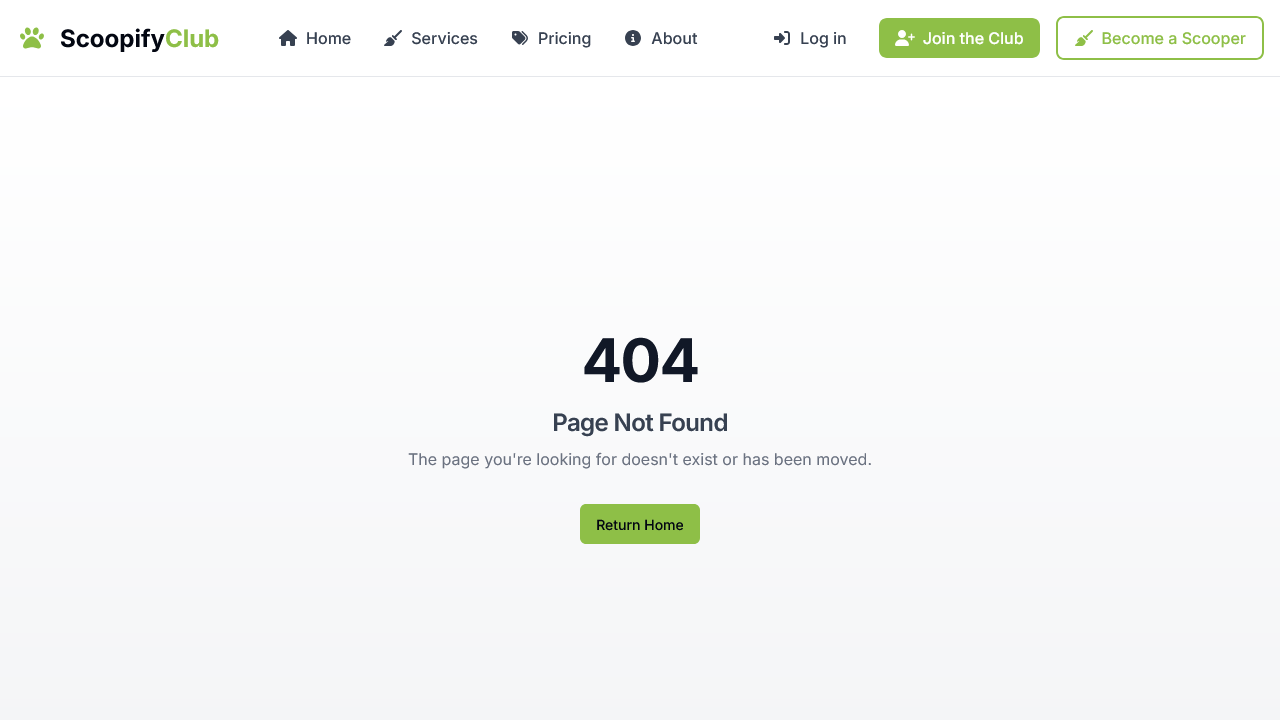 ScoopifyClub
Home
Services
Pricing
About
Log in
Join the Club
Become a Scooper
404
Page Not Found
The page you're looking for doesn't exist or has been moved.
Return Home